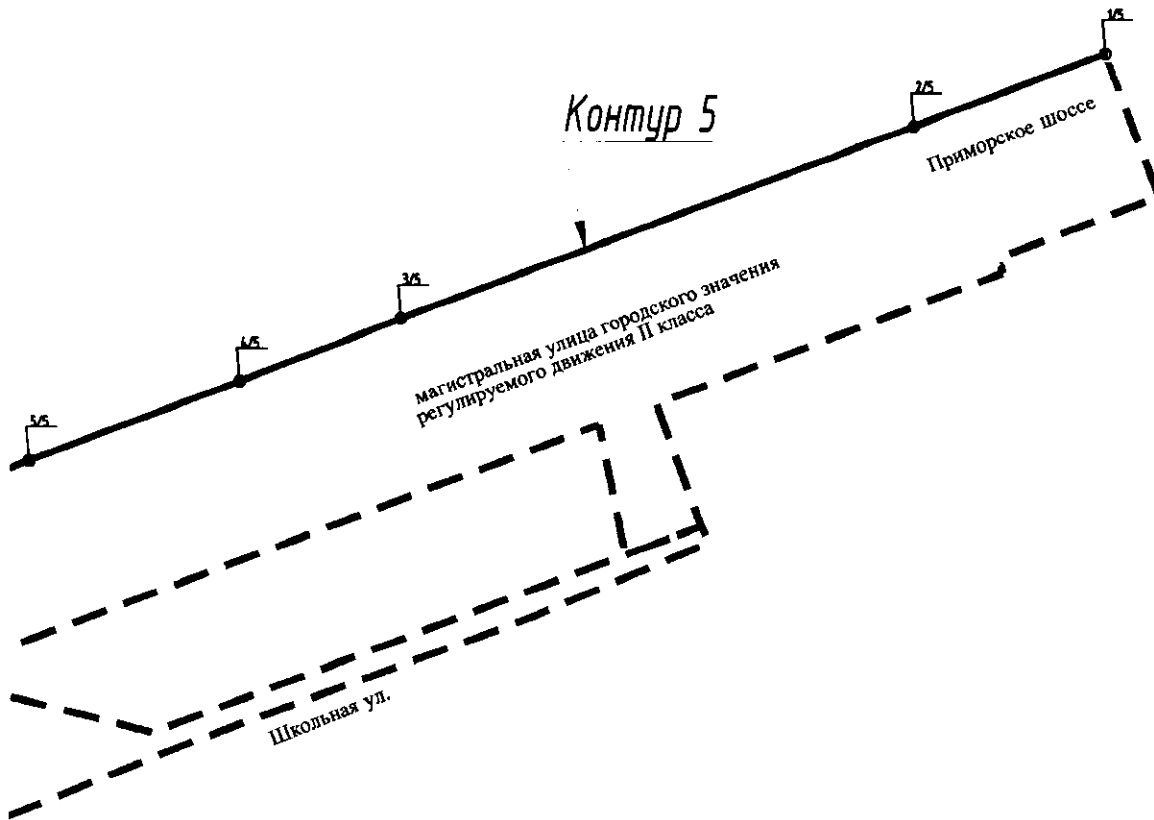 1/5
2/5
Контур 5
Приморское шоссе
3/5
магистральная улица городского значения
регулируемого движения II класса
4/5
5/5
Школьная ул.